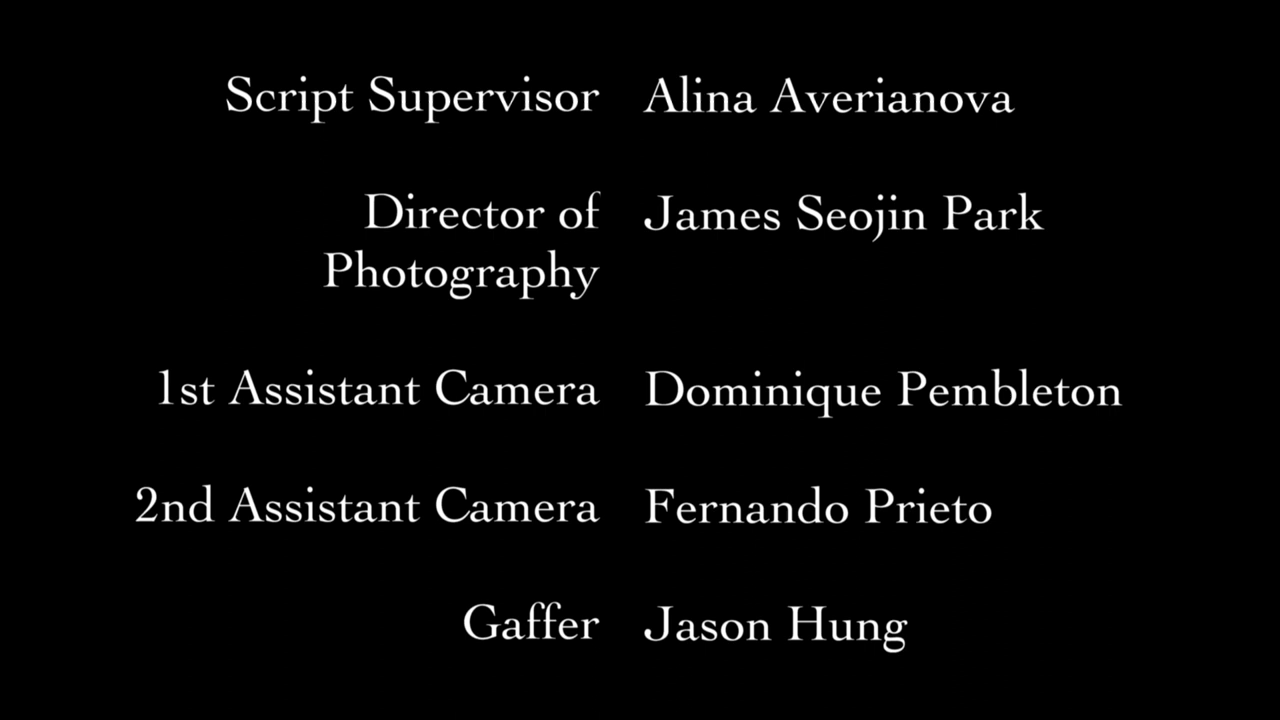 Script Supervisor Alina Averianova
Director of James Seojin Park
Photography
1st Assistant Camera Dominique Pembleton
2nd Assistant Camera Fernando Prieto
Gaffer Jason Hung